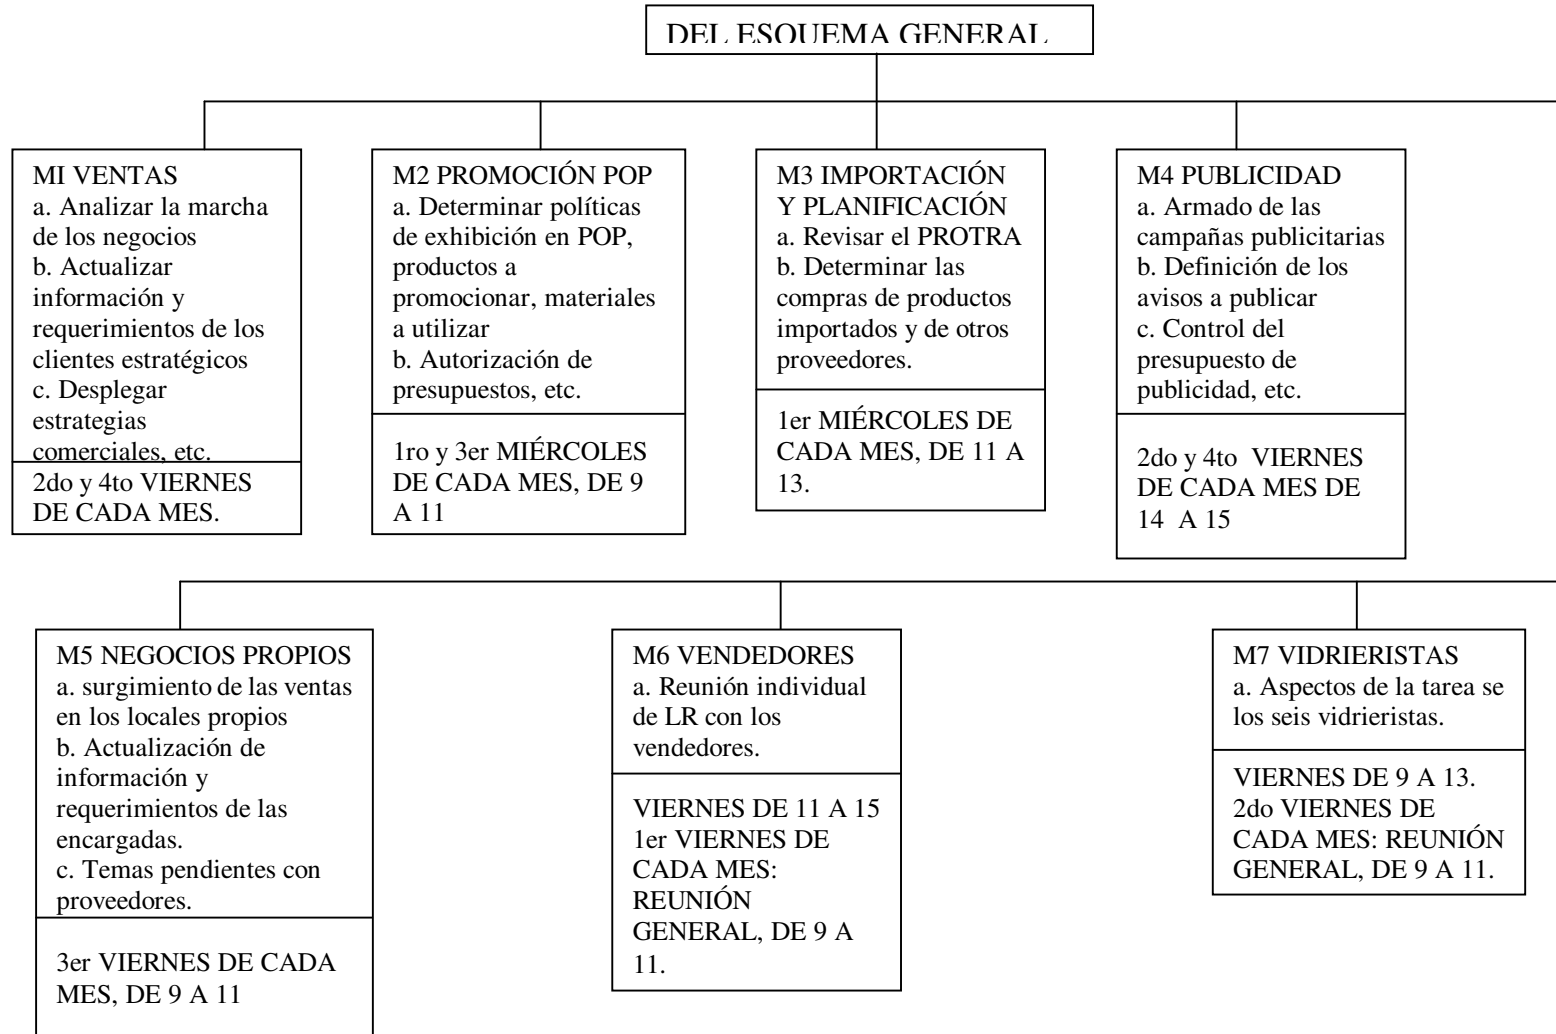 DEL ESQUEMA GENERAL
MI VENTAS
a. Analizar la marcha
de los negocios
b. Actualizar
información y
requerimientos de los
clientes estratégicos
c. Desplegar
estrategias
comerciales, etc.
2do y 4to VIERNES
DE CADA MES.
M2 PROMOCIÓN POP
a. Determinar políticas
de exhibición en POP,
productos a
promocionar, materiales
a utilizar
b. Autorización de
presupuestos, etc.
1ro y 3er MIÉRCOLES
DE CADA MES, DE 9
A 11
M3 IMPORTACIÓN
Y PLANIFICACIÓN
a. Revisar el PROTRA
b. Determinar las
compras de productos
importados y de otros
proveedores.
1er MIÉRCOLES DE
CADA MES, DE 11 A
13.
M4 PUBLICIDAD
a. Armado de las
campañas publicitarias
b. Definición de los
avisos a publicar
c. Control del
presupuesto de
publicidad, etc.
2do y 4to  VIERNES
DE CADA MES DE
14  A 15
M5 NEGOCIOS PROPIOS
a. surgimiento de las ventas
en los locales propios
b. Actualización de
información y
requerimientos de las
encargadas.
c. Temas pendientes con
proveedores.
3er VIERNES DE CADA
MES, DE 9 A 11
M6 VENDEDORES
a. Reunión individual
de LR con los
vendedores.
VIERNES DE 11 A 15
1er VIERNES DE
CADA MES:
REUNIÓN
GENERAL, DE 9 A
11.
M7 VIDRIERISTAS
a. Aspectos de la tarea se
los seis vidrieristas.
VIERNES DE 9 A 13.
2do VIERNES DE
CADA MES: REUNIÓN
GENERAL, DE 9 A 11.